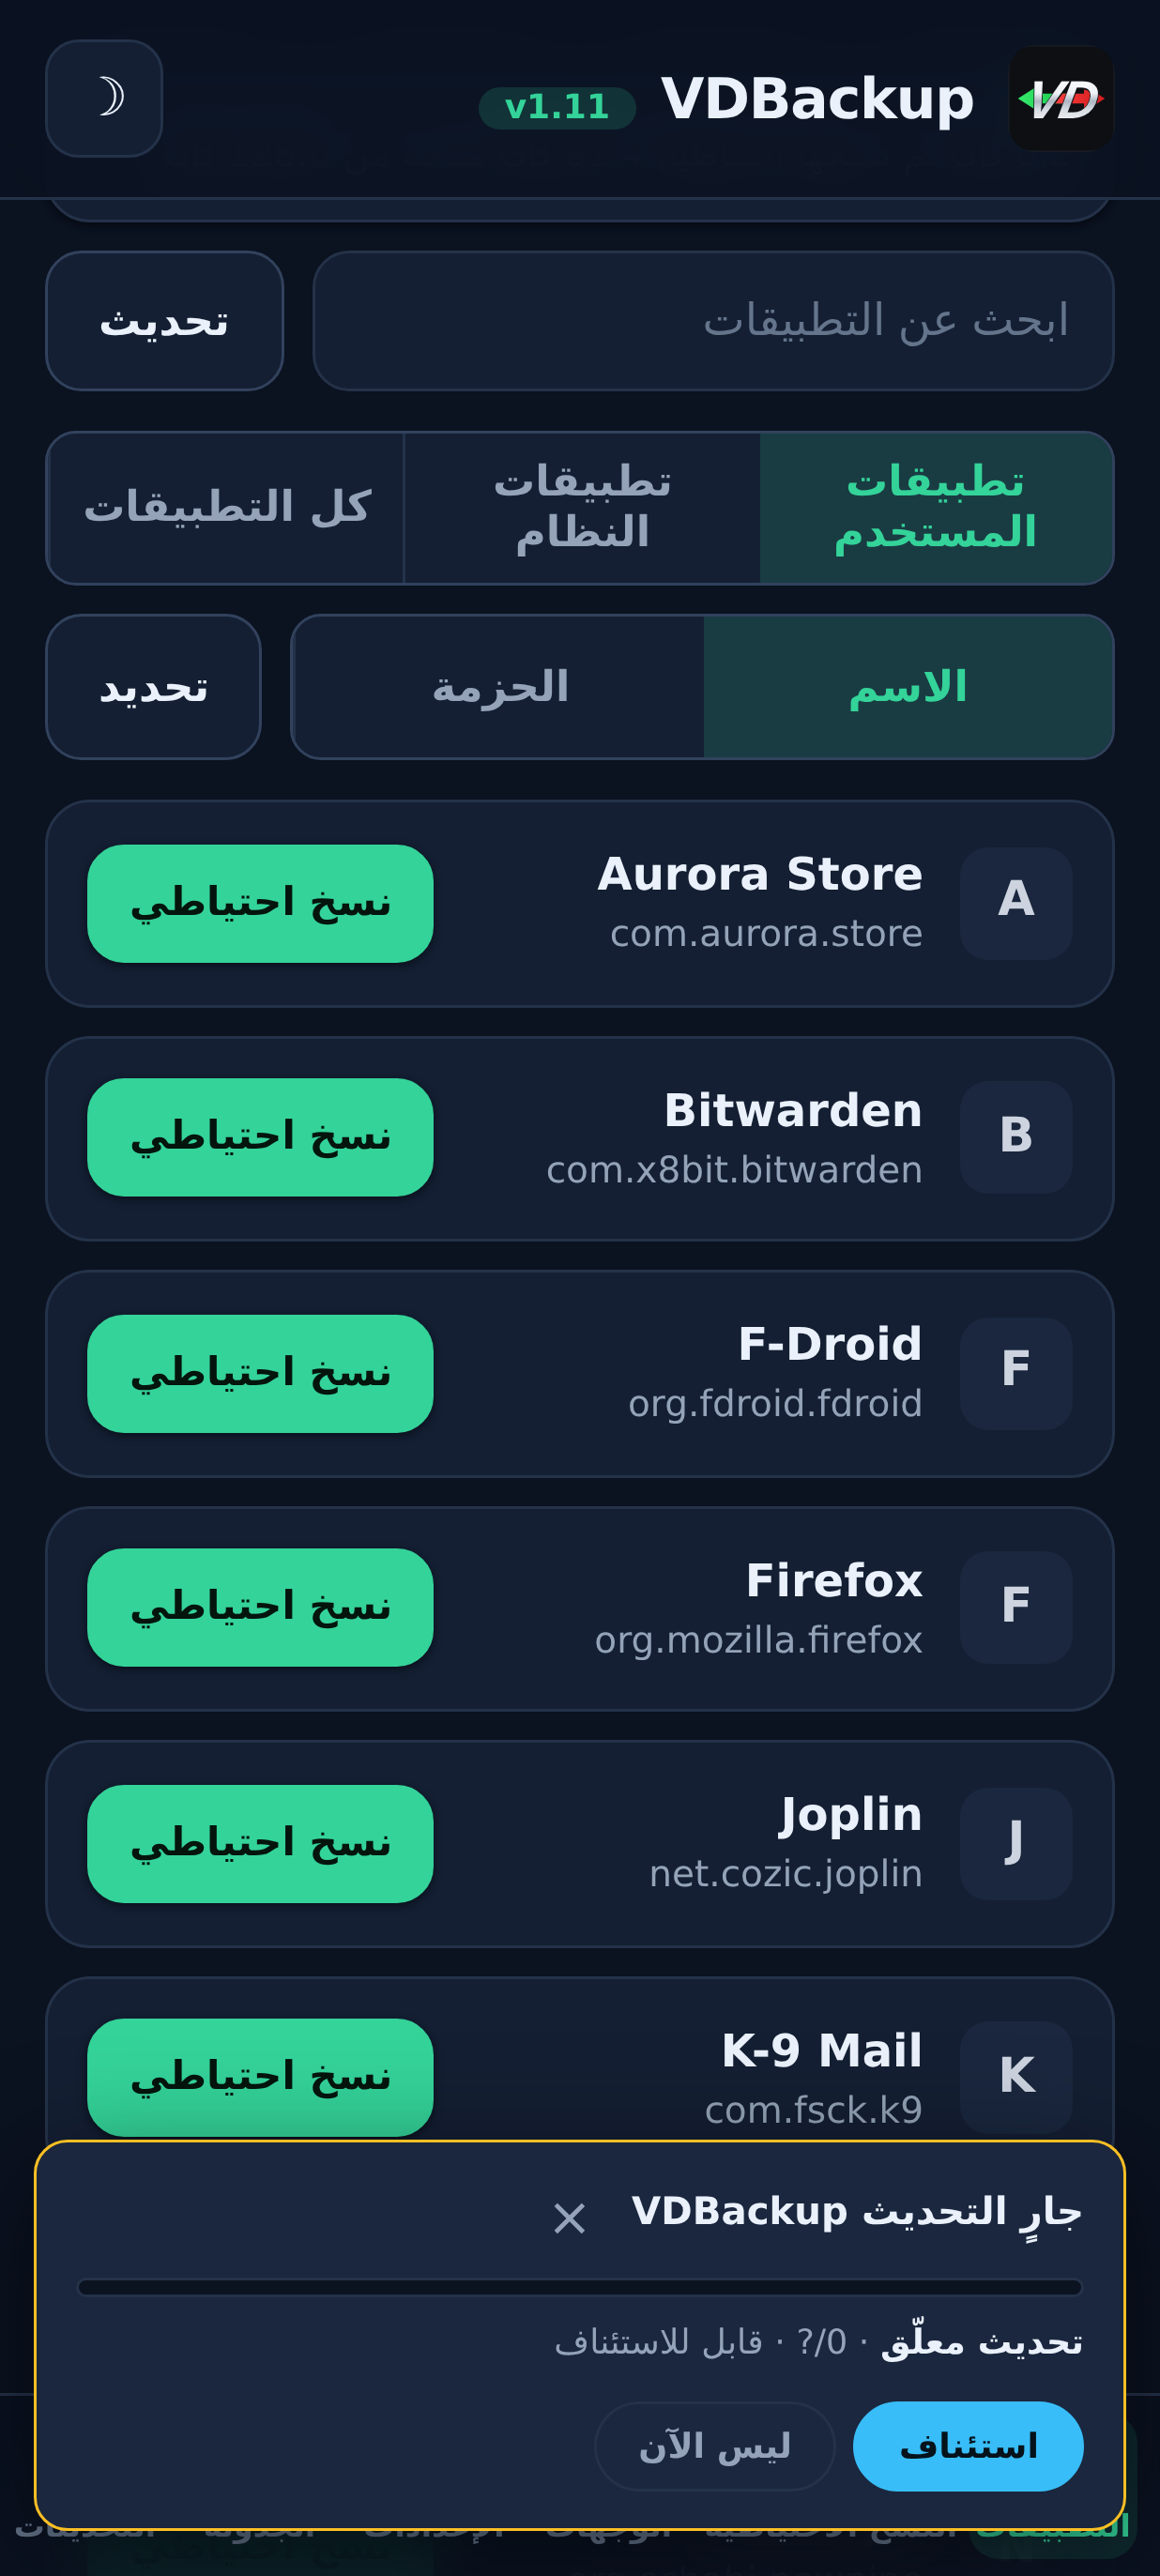 VD
VDBackup v1.11
☽
ابحث عن التطبيقات
تحديث
تطبيقات
المستخدم
تطبيقات
النظام
كل التطبيقات
الاسم
الحزمة
تحديد
A
Aurora Store
com.aurora.store
نسخ احتياطي
B
Bitwarden
com.x8bit.bitwarden
نسخ احتياطي
F
F-Droid
org.fdroid.fdroid
نسخ احتياطي
F
Firefox
org.mozilla.firefox
نسخ احتياطي
J
Joplin
net.cozic.joplin
نسخ احتياطي
K
K-9 Mail
com.fsck.k9
نسخ احتياطي
جارٍ التحديث VDBackup
×
تحديث معلّق · 0/? · قابل للاستئناف
استئناف
ليس الآن